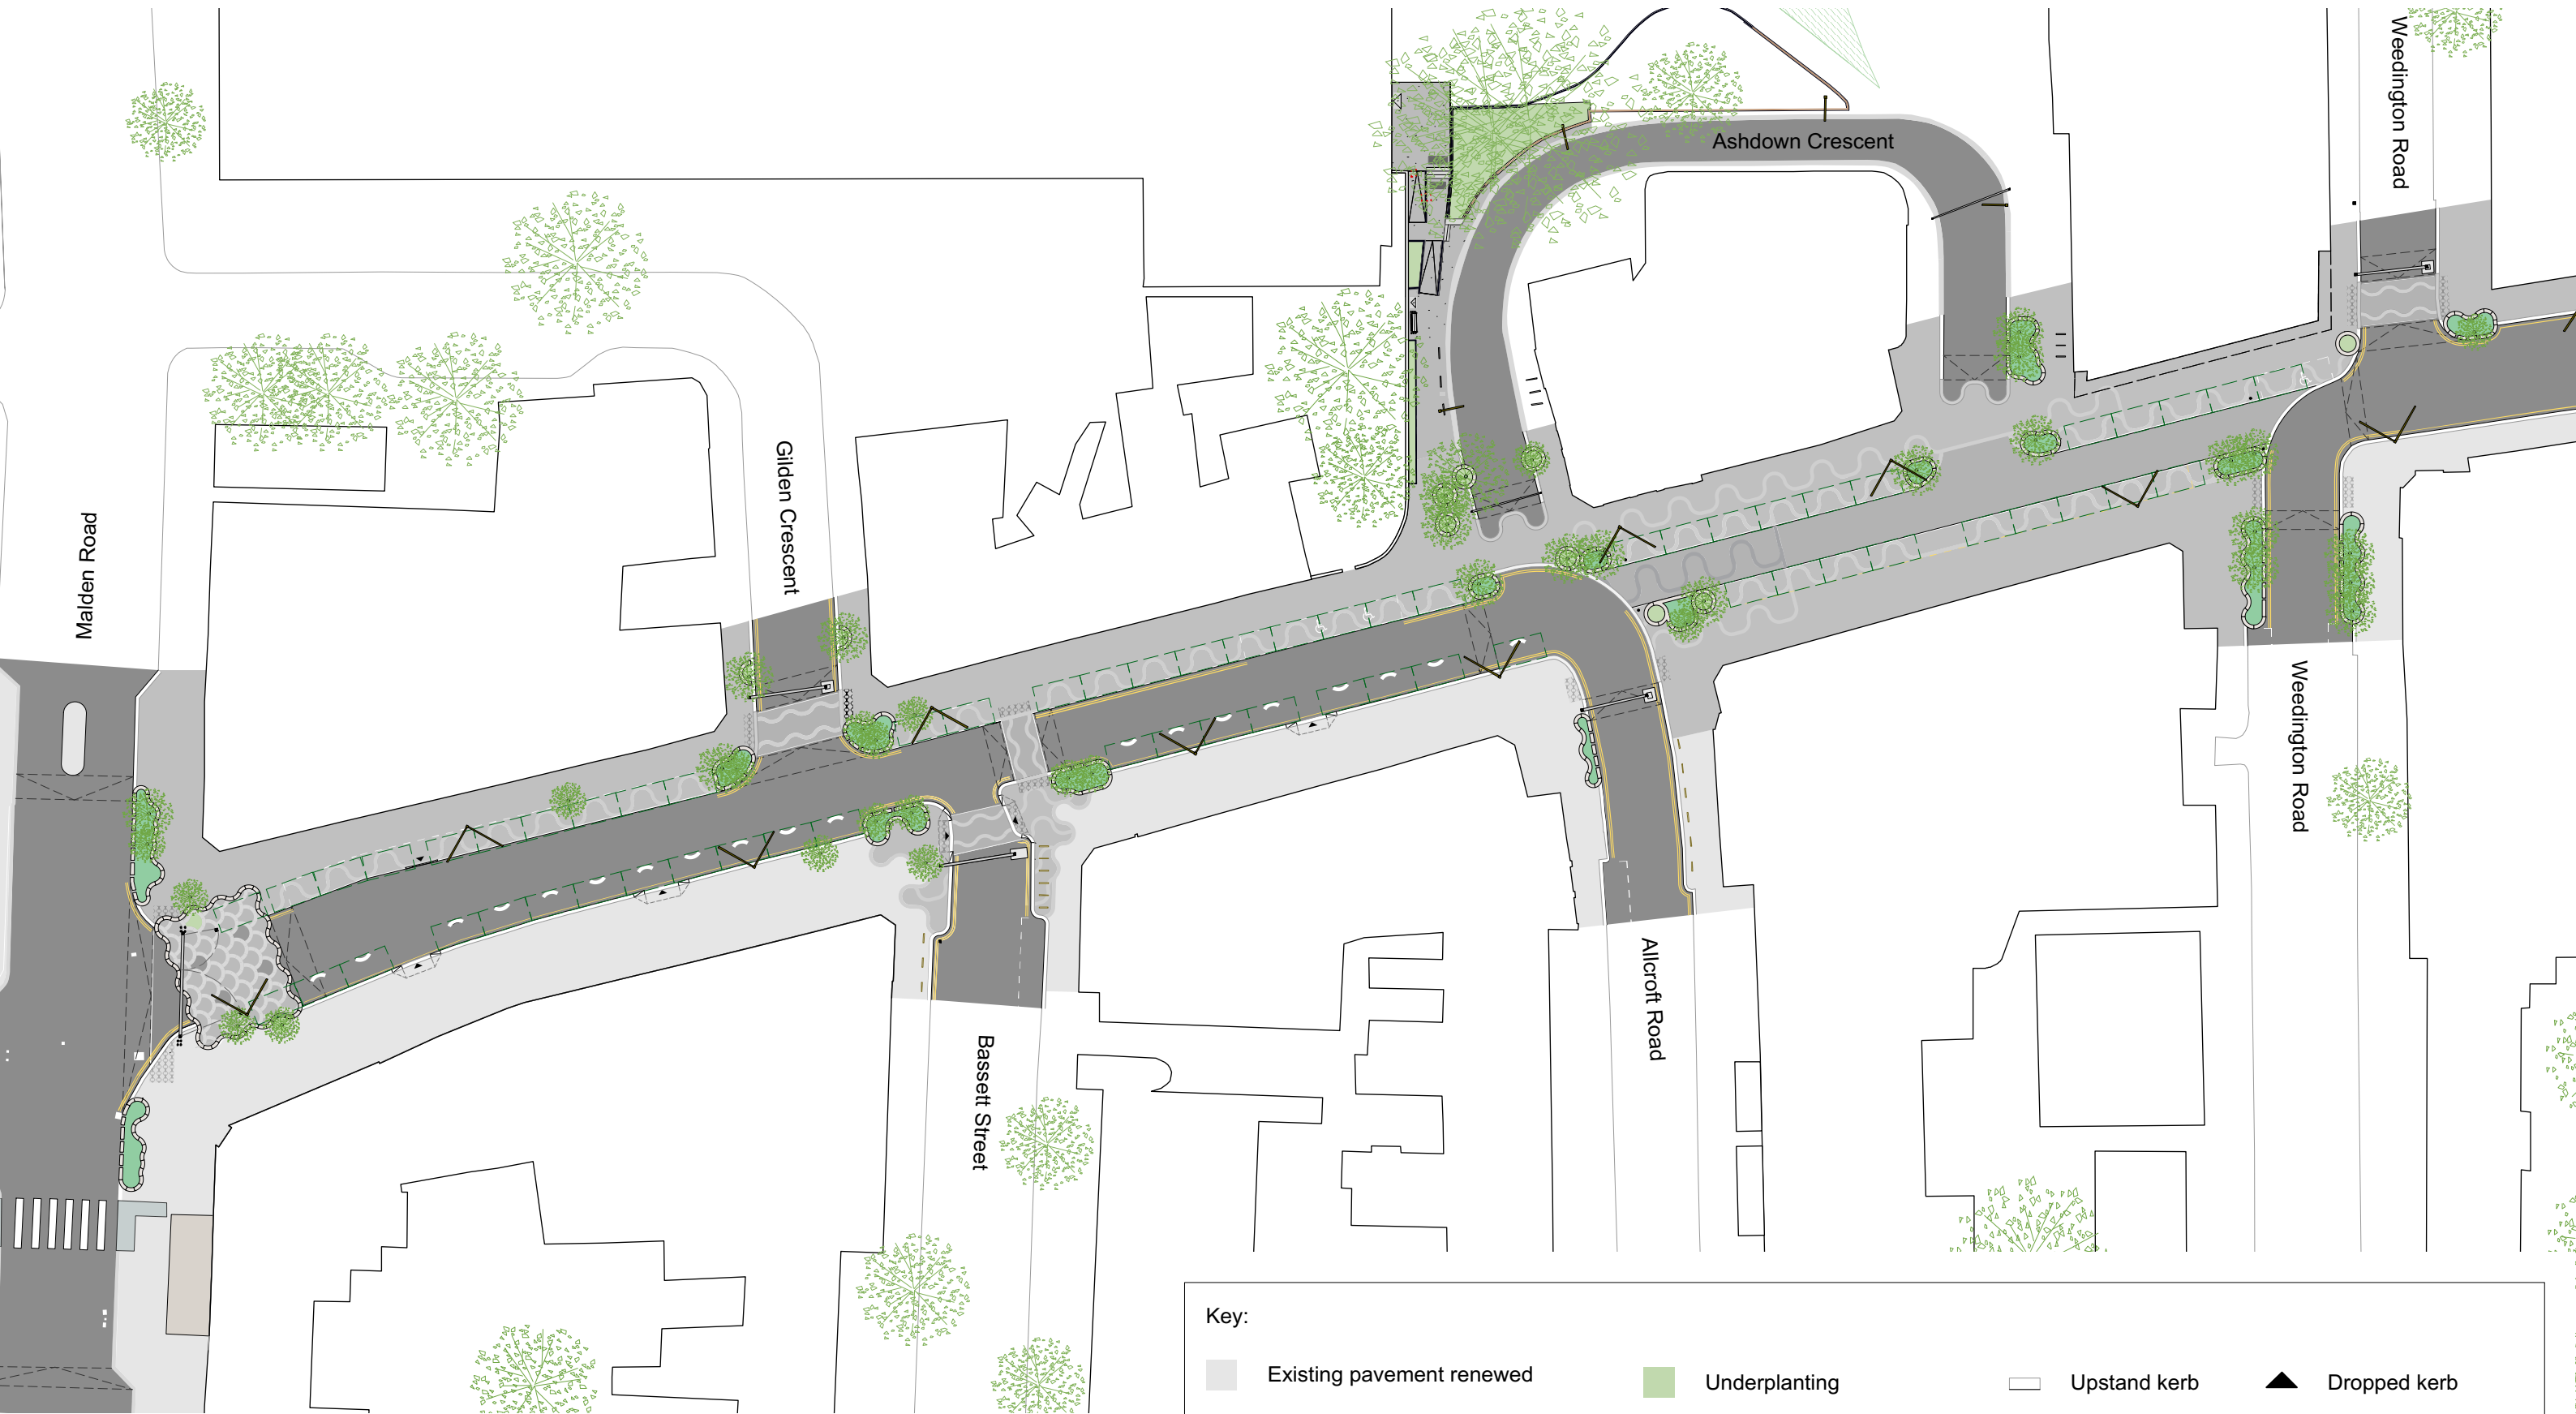 Weedington Road
Ashdown Crescent
Gilden Crescent
Malden Road
Weedington Road
Allcroft Road
Bassett Street
Key:
Existing pavement renewed
Underplanting
Upstand kerb
Dropped kerb